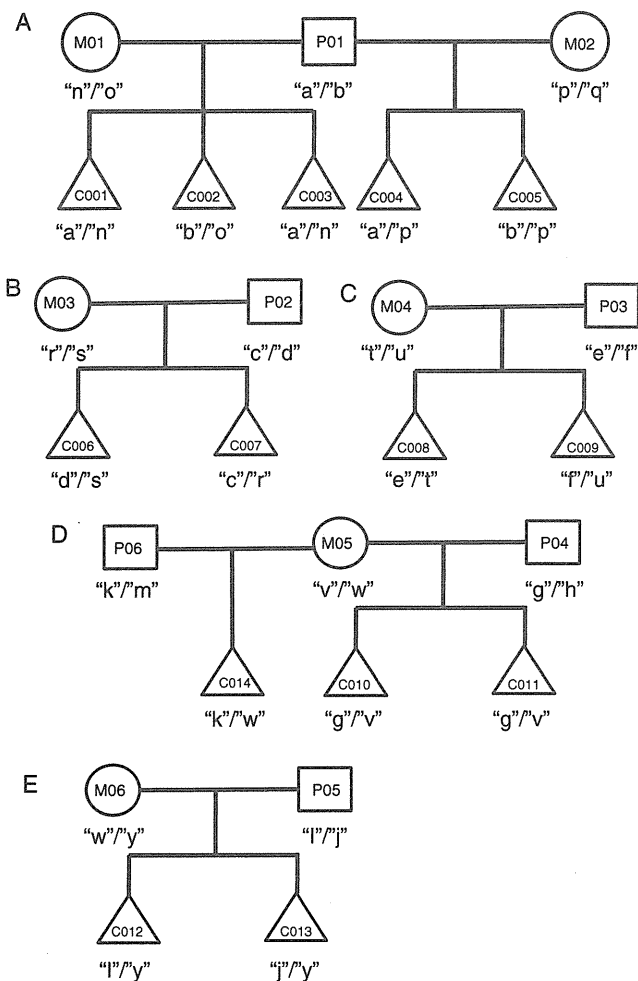 A
M01 P01 M02
“n”/”o” “a”/”b” “p”/”q”
C001 C002 C003 C004 C005
“a”/”n” “b”/”o” “a”/”n” “a”/”p” “b”/”p”
B C
M03 P02 M04 P03
“r”/”s” “c”/”d” “t”/”u” “e”/”f”
C006 C007 C008 C009
“d”/”s” “c”/”r” “e”/”t” “f”/”u”
D
P06 M05 P04
“k”/”m” “v”/”w” “g”/”h”
C014 C010 C011
“k”/”w” “g”/”v” “g”/”v”
E
M06 P05
“w”/”y” “l”/”j”
C012 C013
“l”/”y” “j”/”y”